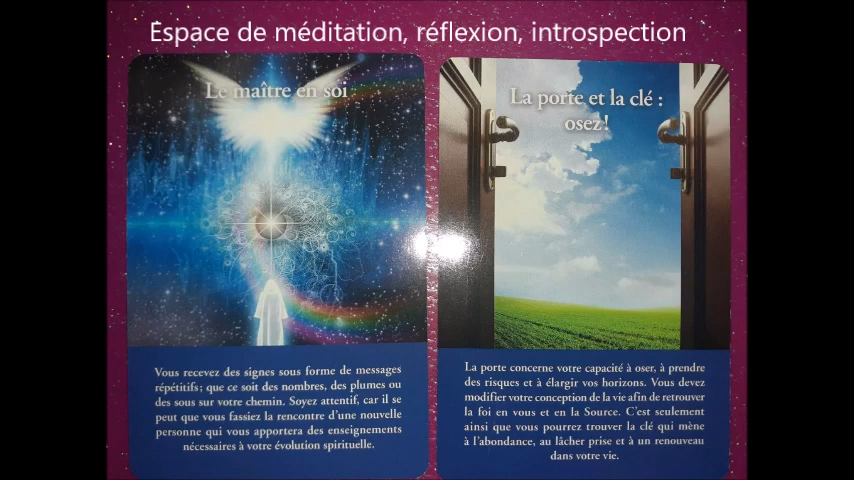 Espace de méditation, réflexion, introspection
Le maître en soi
Vous recevez des signes sous forme de messages
répétitifs; que ce soit des nombres, des plumes ou
des sous sur votre chemin. Soyez attentif, car il se
peut que vous fassiez la rencontre d'une nouvelle
personne qui vous apportera des enseignements
nécessaires à votre évolution spirituelle.
La porte et la clé :
osez!
La porte concerne votre capacité à oser, à prendre
des risques et à élargir vos horizons. Vous devez
modifier votre conception de la vie afin de retrouver
la foi en vous et en la Source. C'est seulement
ainsi que vous pourrez trouver la clé qui mène
à l'abondance, au lâcher prise et à un renouveau
dans votre vie.